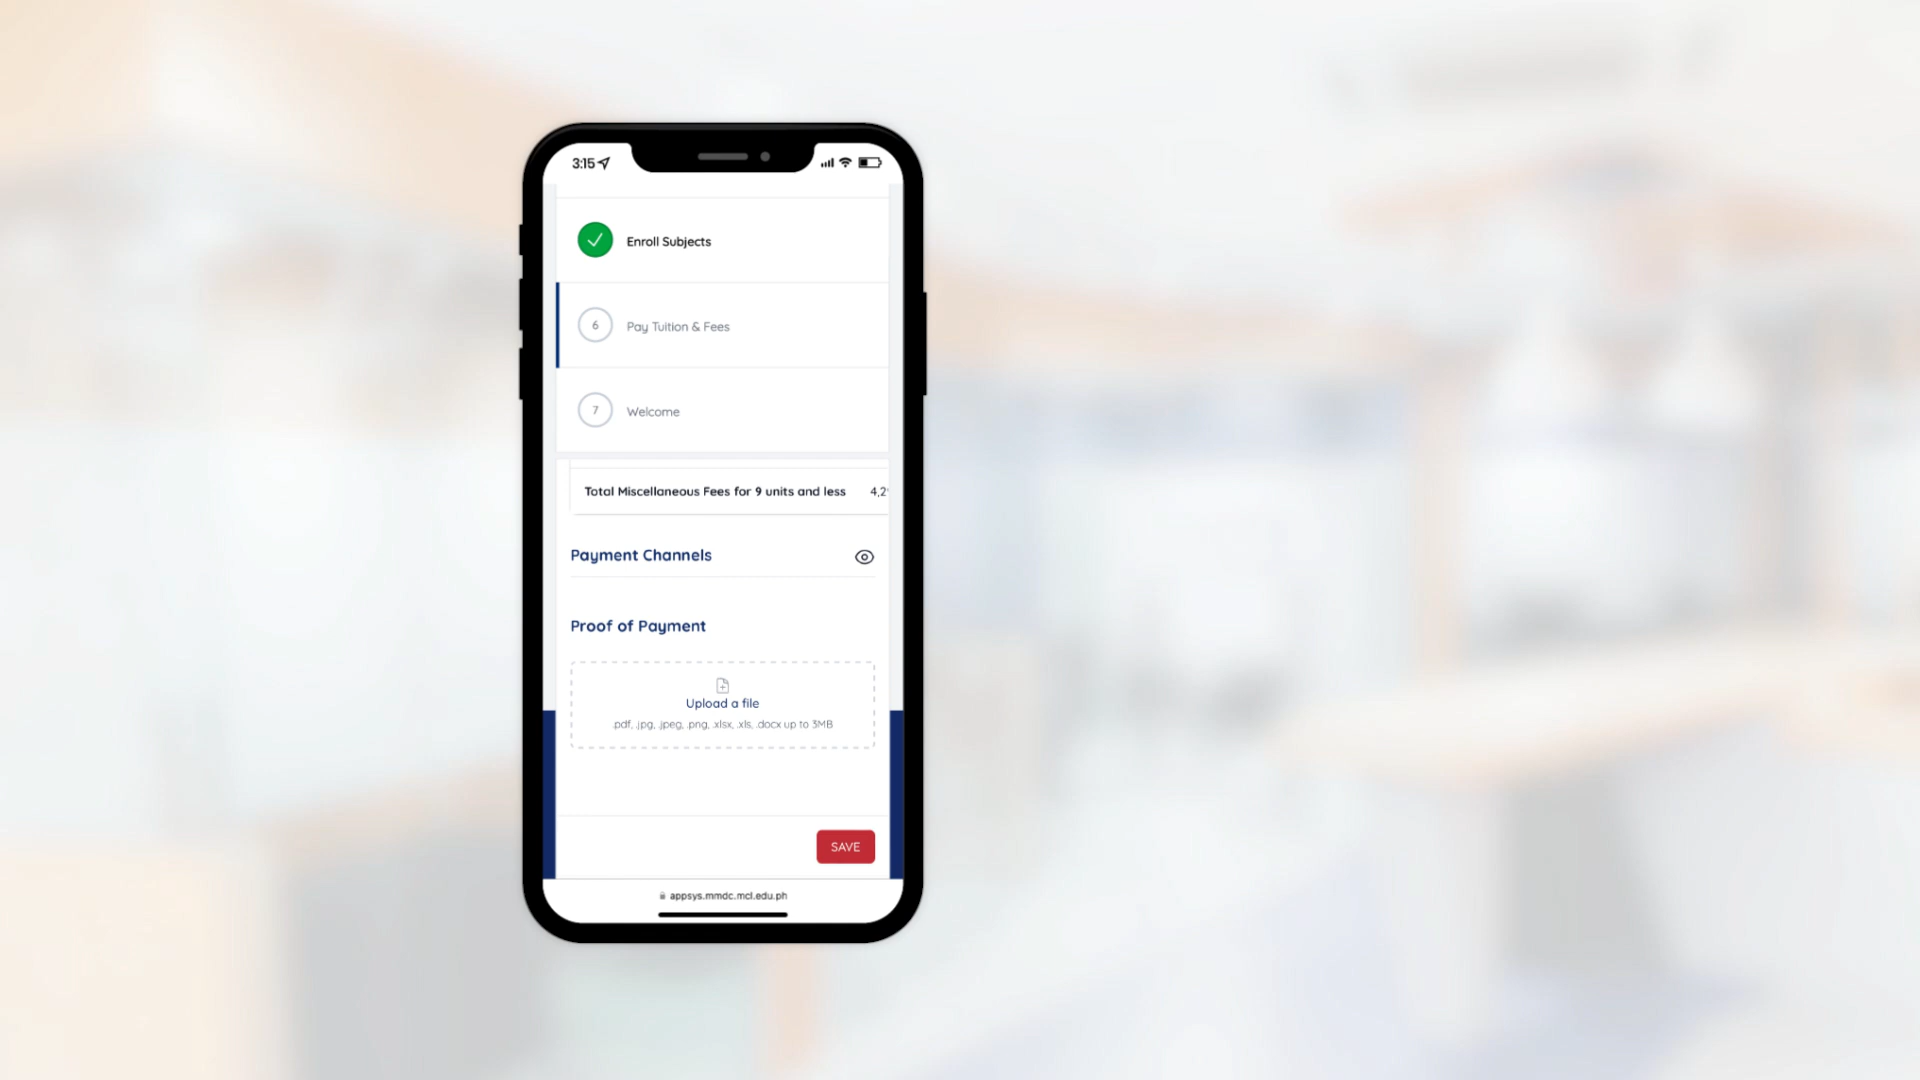 3:15
Enroll Subjects
6
Pay Tuition & Fees
7
Welcome
Total Miscellaneous Fees for 9 units and less 4,2
Payment Channels
Proof of Payment
Upload a file
.pdf, .jpg, .jpeg, .png, .xlsx, .xls, .docx up to 3MB
SAVE
appsys.mmdc.mcl.edu.ph